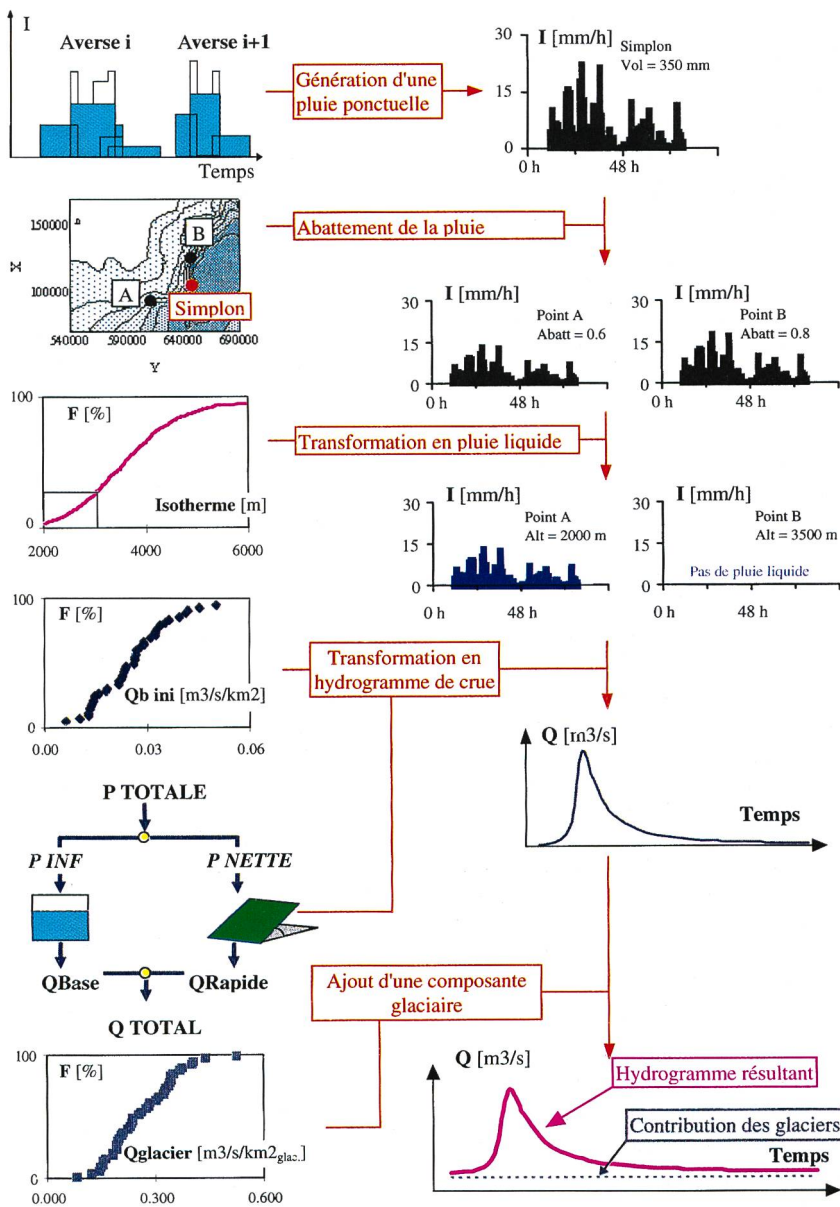 I
Averse i
Averse i+1
Temps
Génération d'une
pluie ponctuelle
I [mm/h]
Simplon
Vol = 350 mm
30
15
0
0 h
48 h
150000
100000
X
B
A
Simplon
540000
590000
640000
690000
Y
Abattement de la pluie
I [mm/h]
Point A
Abatt = 0.6
30
15
0
0 h
48 h
I [mm/h]
Point B
Abatt = 0.8
30
15
0
0 h
48 h
100
F [%]
Isotherme [m]
0
2000
4000
6000
Transformation en pluie liquide
I [mm/h]
Point A
Alt = 2000 m
30
15
0
0 h
48 h
I [mm/h]
Point B
Alt = 3500 m
Pas de pluie liquide
30
15
0
0 h
48 h
100
F [%]
Qb ini [m3/s/km2]
0
0.00
0.03
0.06
Transformation en
hydrogramme de crue
Q [m3/s]
Temps
P TOTALE
P INF
P NETTE
QBase
QRapide
Q TOTAL
Ajout d'une composante
glaciaire
100
F [%]
Qglacier [m3/s/km2glac.]
0
0.000
0.300
0.600
Q [m3/s]
Hydrogramme résultant
Contribution des glaciers
Temps